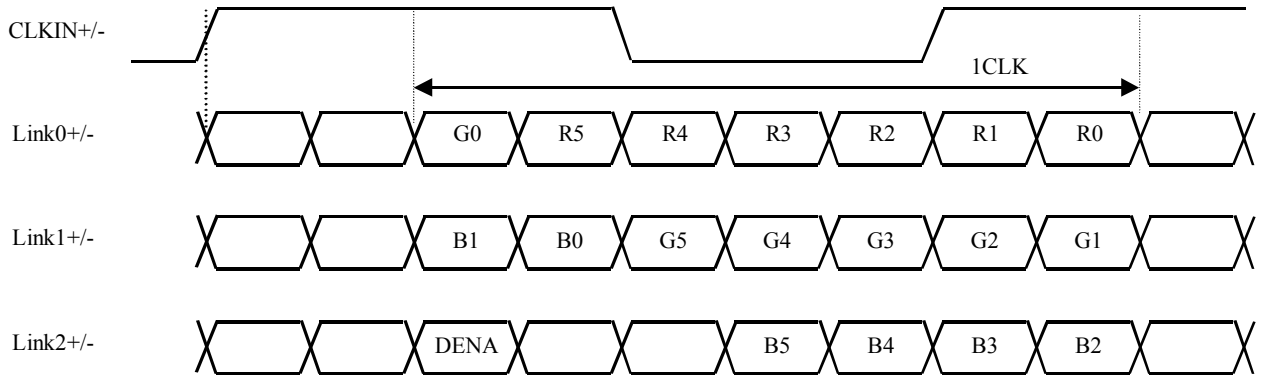 CLKIN+/-
1CLK
Link0+/- G0 R5 R4 R3 R2 R1 R0
Link1+/- B1 B0 G5 G4 G3 G2 G1
Link2+/- DENA B5 B4 B3 B2